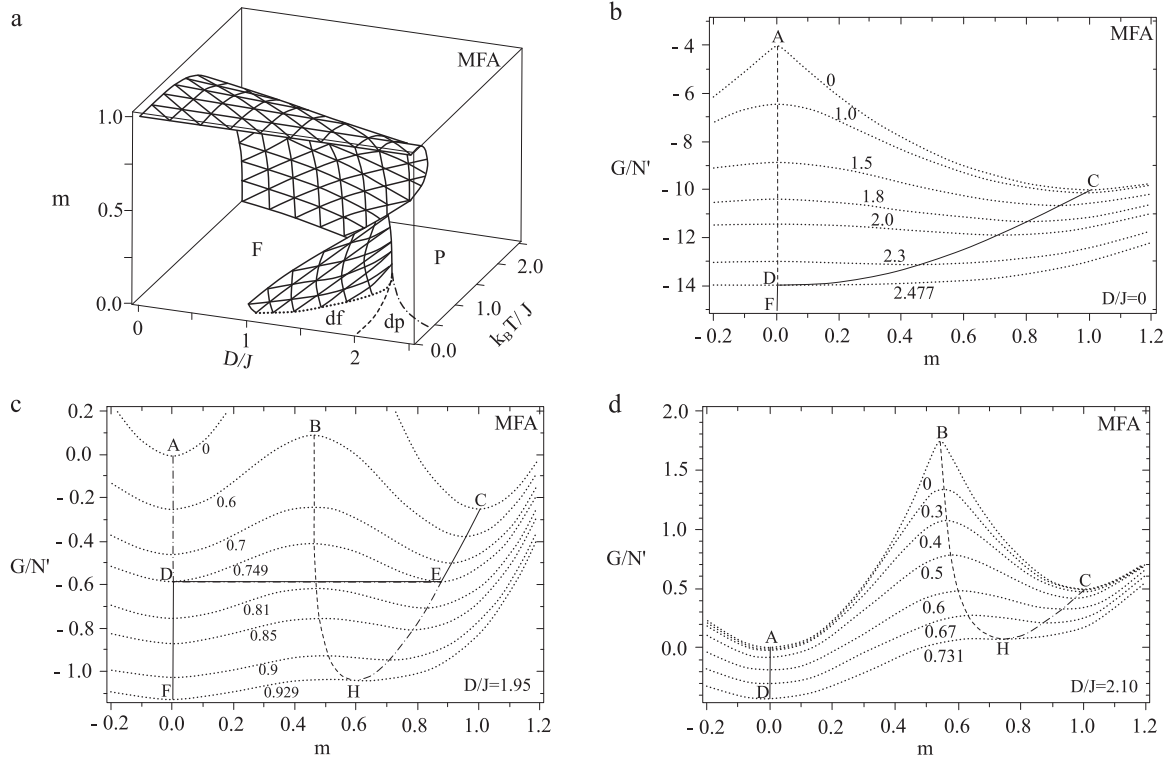 a
MFA
1.0
m
0.5
0.0
F
P
df
dp
0
1
2
D/J
0.0
1.0
2.0
k_BT/ J
b
MFA
- 4
- 6
- 8
G/N'
- 10
- 12
- 14
A
0
1.0
1.5
1.8
2.0
2.3
2.477
C
D
F
D/J=0
- 0.2 0.0 0.2 0.4 0.6 0.8 1.0 1.2
m
c
MFA
0.2
0.0
- 0.2
- 0.4
G/N'
- 0.6
- 0.8
- 1.0
A
B
C
0
0.6
0.7
D
0.749
E
0.81
0.85
0.9
F
0.929
H
D/J=1.95
- 0.2 0.0 0.2 0.4 0.6 0.8 1.0 1.2
m
d
MFA
2.0
1.5
1.0
G/N'
0.5
0.0
B
0
0.3
0.4
0.5
0.6
0.67
0.731
A
C
H
D
D/J=2.10
- 0.2 0.0 0.2 0.4 0.6 0.8 1.0 1.2
m